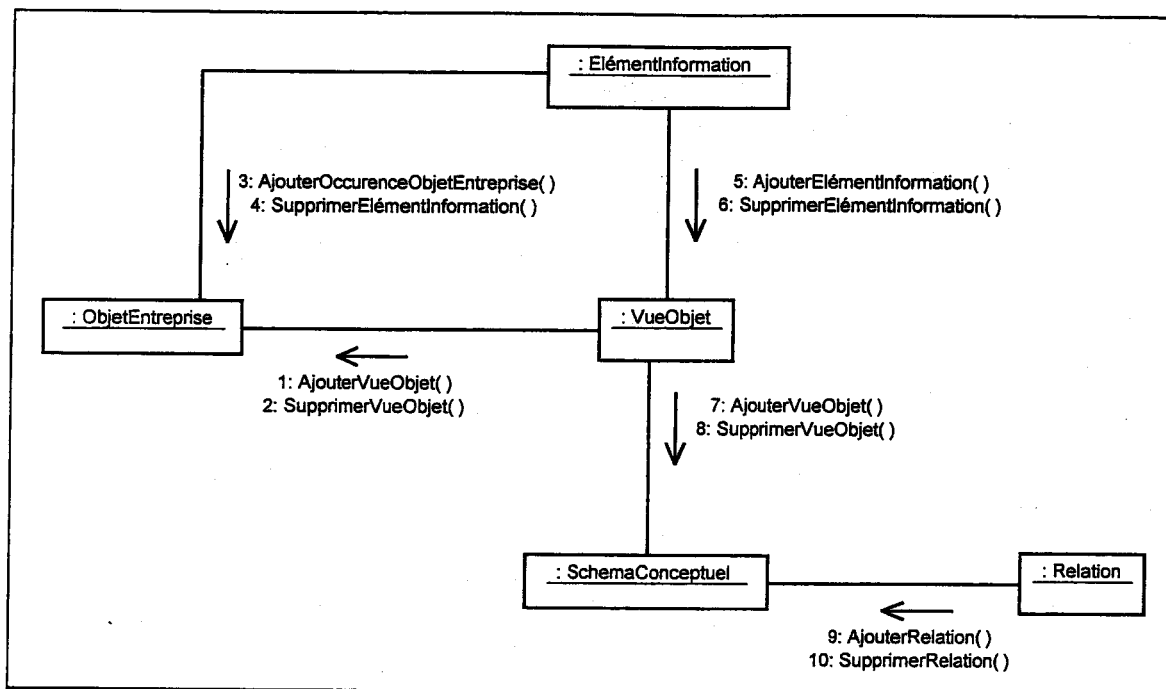 : ElémentInformation
3: AjouterOccurenceObjetEntreprise( )
4: SupprimerElémentInformation( )
5: AjouterElémentInformation( )
6: SupprimerElémentInformation( )
: ObjetEntreprise
: VueObjet
1: AjouterVueObjet( )
2: SupprimerVueObjet( )
7: AjouterVueObjet( )
8: SupprimerVueObjet( )
: SchemaConceptuel
: Relation
9: AjouterRelation( )
10: SupprimerRelation( )